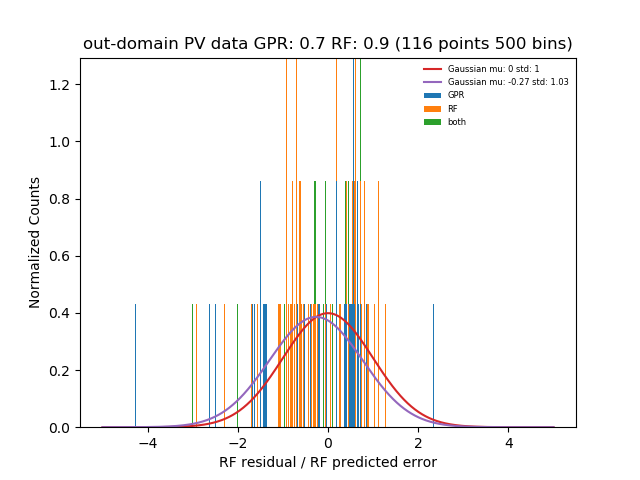 out-domain PV data GPR: 0.7 RF: 0.9 (116 points 500 bins)
Gaussian mu: 0 std: 1
Gaussian mu: -0.27 std: 1.03
GPR
RF
both
Normalized Counts
1.2
1.0
0.8
0.6
0.4
0.2
0.0
−4 −2 0 2 4
RF residual / RF predicted error